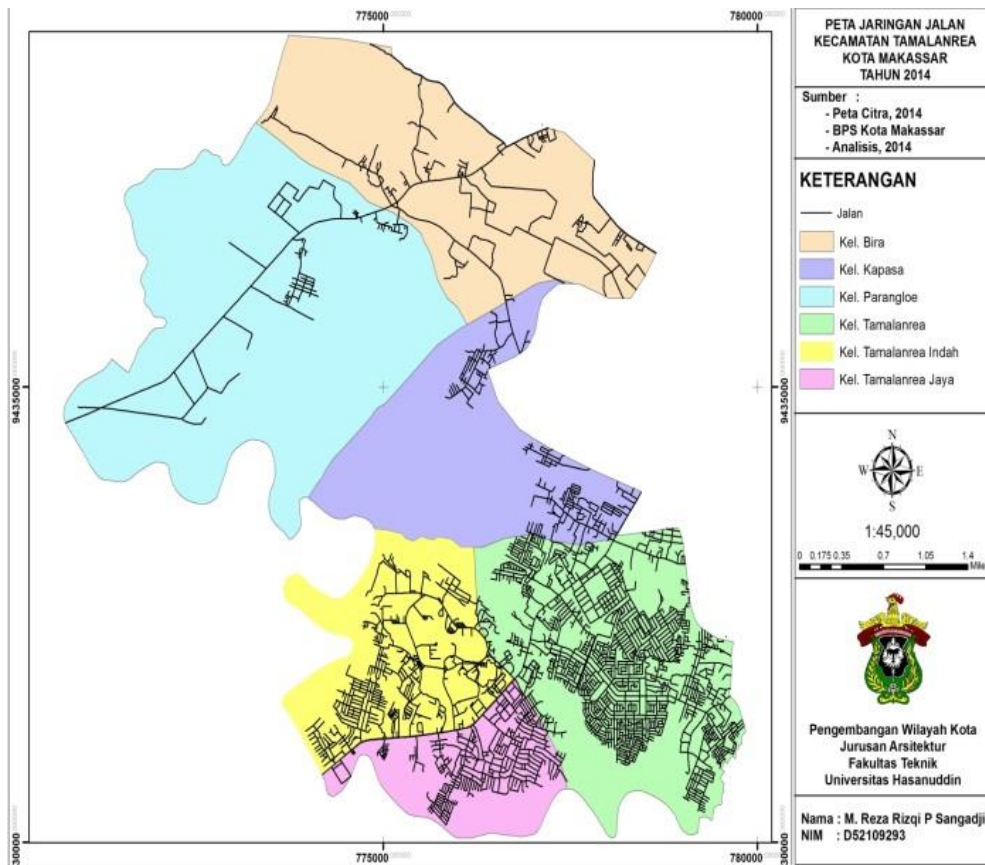 775000
780000
9435000
9435000
30000
30000
775000
780000
PETA JARINGAN JALAN
KECAMATAN TAMALANREA
KOTA MAKASSAR
TAHUN 2014
Sumber :
- Peta Citra, 2014
- BPS Kota Makassar
- Analisis, 2014
KETERANGAN
Jalan
Kel. Bira
Kel. Kapasa
Kel. Parangloe
Kel. Tamalanrea
Kel. Tamalanrea Indah
Kel. Tamalanrea Jaya
N
W E
S
1:45,000
0 0.175 0.35 0.7 1.05 1.4
Mile
Pengembangan Wilayah Kota
Jurusan Arsitektur
Fakultas Teknik
Universitas Hasanuddin
Nama : M. Reza Rizqi P Sangadji
NIM : D52109293